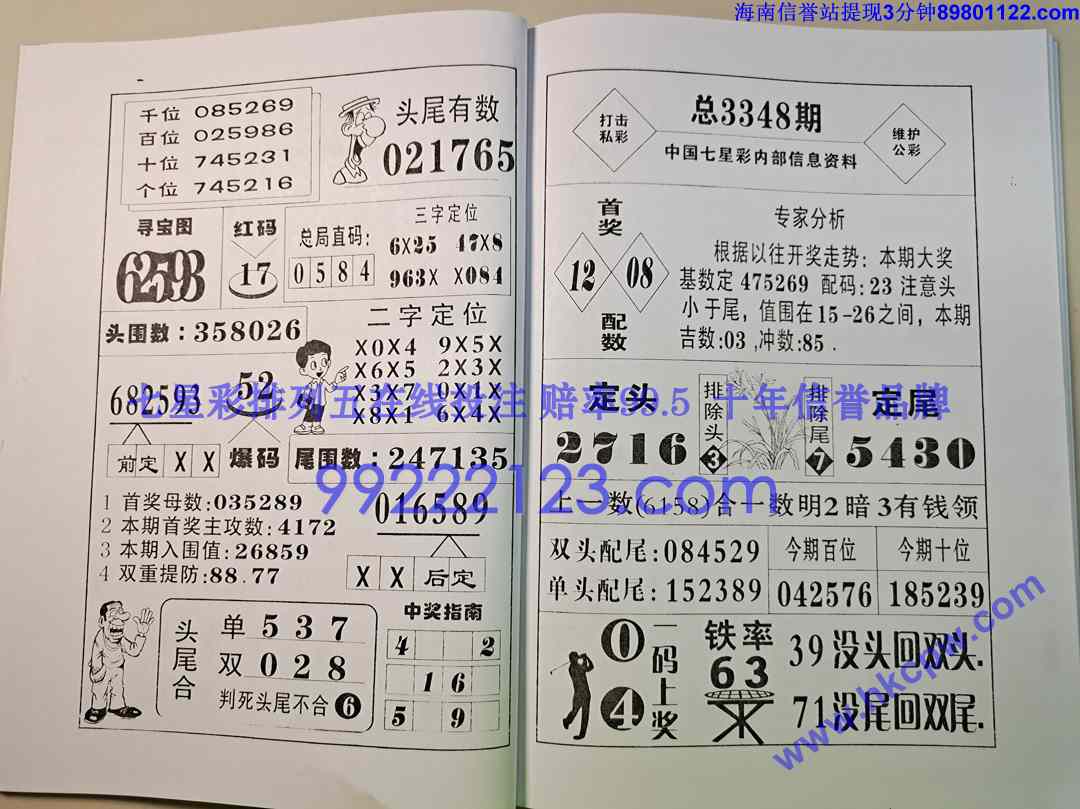 海南信誉站提现3分钟89801122.com
千位 085269
百位 025986
十位 745231
个位 745216
头尾有数
021765
寻宝图
62593
红码
17
总局直码:
0584
三字定位
6X25 47X8
963X X084
头围数:358026
二字定位
X0X4 9X5X
X6X5 2X3X
X3X7 0X1X
X8X1 6X4X
682593
前定 X X
52
爆码
尾围数:247135
1 首奖母数:035289
2 本期首奖主攻数:4172
3 本期入围值:26859
4 双重提防:88.77
016589
X X 后定
头尾合
单 537
双 028
判死头尾不合 6
中奖指南
4 2
1 6
5 9
打击私彩
总3348期
中国七星彩内部信息资料
维护公彩
首奖
12 08
配数
专家分析
根据以往开奖走势:本期大奖
基数定 475269 配码:23 注意头
小于尾,值围在15-26之间,本期
吉数:03 ,冲数:85 .
定头
2716
排除头 3
排除尾 7
定尾
5430
上一数(6158)合一数明2暗3有钱领
双头配尾:084529
单头配尾:152389
今期百位
042576
今期十位
185239
0
4
一码上奖
铁率
63
39没头回双头.
71没尾回双尾.
七星彩排列五在线投注 赔率99.5 十年信誉品牌
99222123.com
www.hkcpw.com